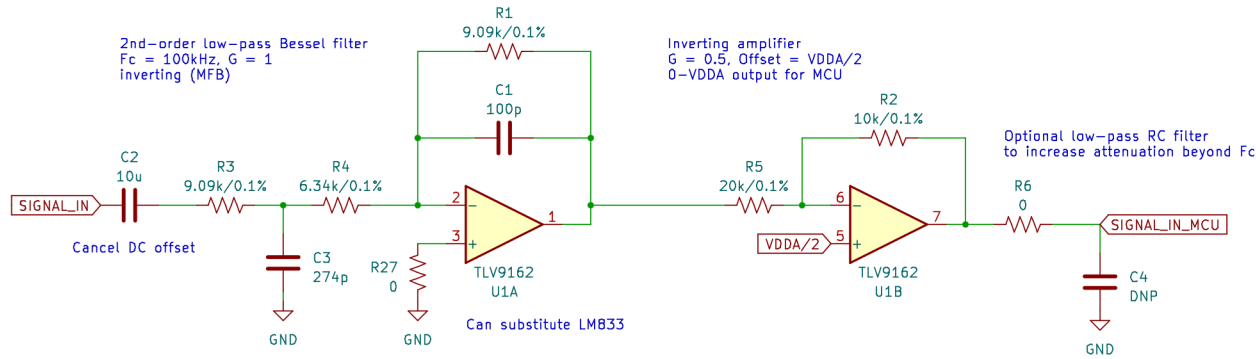 R1
9.09k/0.1%
2nd-order low-pass Bessel filter
Fc = 100kHz, G = 1
inverting (MFB)
Inverting amplifier
G = 0.5, Offset = VDDA/2
0-VDDA output for MCU
C1
100p
R2
10k/0.1%
Optional low-pass RC filter
to increase attenuation beyond Fc
C2
10u
R3
9.09k/0.1%
R4
6.34k/0.1%
R5
20k/0.1%
R6
0
SIGNAL_IN
2
-
1
3
+
6
-
7
VDDA/2
5
+
SIGNAL_IN_MCU
Cancel DC offset
C3
274p
R27
0
TLV9162
U1A
TLV9162
U1B
C4
DNP
GND
GND
Can substitute LM833
GND